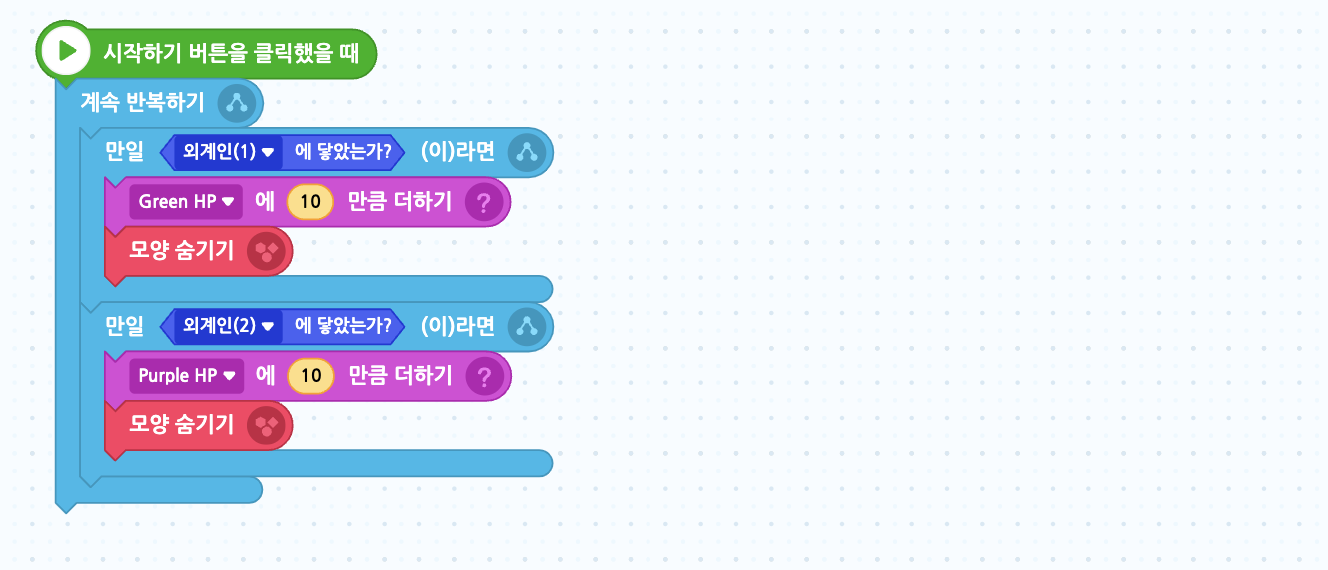 시작하기 버튼을 클릭했을 때
계속 반복하기
만일 외계인(1) 에 닿았는가? (이)라면
Green HP 에 10 만큼 더하기 ?
모양 숨기기
만일 외계인(2) 에 닿았는가? (이)라면
Purple HP 에 10 만큼 더하기 ?
모양 숨기기